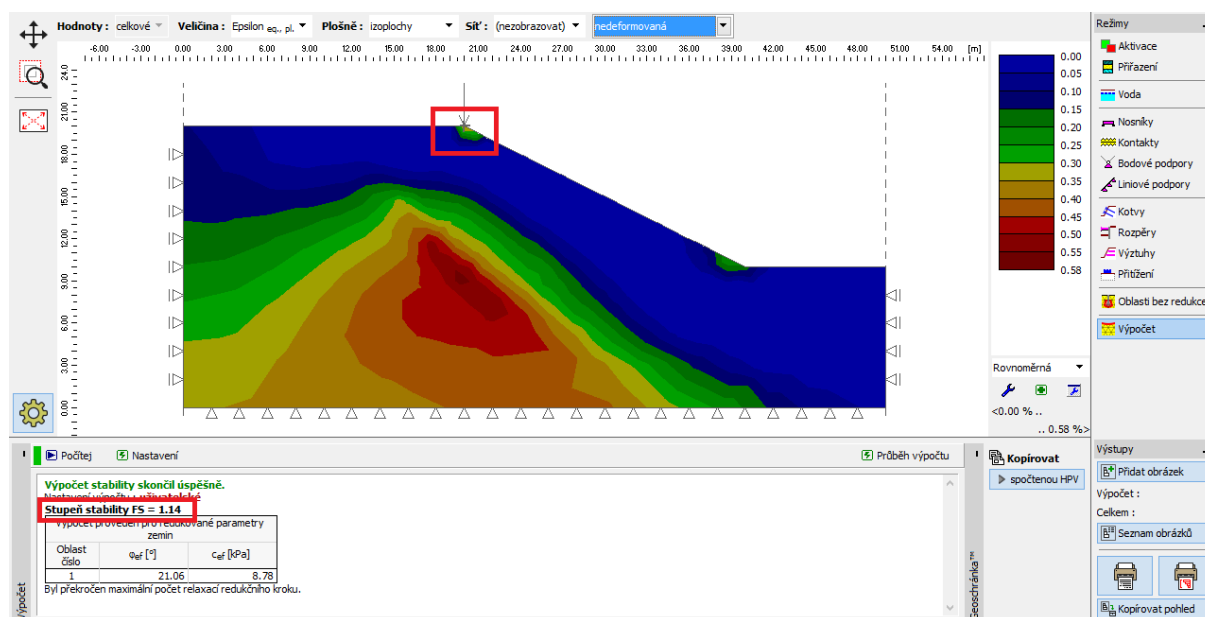 Hodnoty : celkové Veličina : Epsilon eq., pl. Plošně : izoplochy Síť : (nezobrazovat) nedeformovaná
-6.00 -3.00 0.00 3.00 6.00 9.00 12.00 15.00 18.00 21.00 24.00 27.00 30.00 33.00 36.00 39.00 42.00 45.00 48.00 51.00 54.00 [m]
24.0
21.00
18.00
15.00
12.00
9.00
6.00
3.00
0.00
0.00
0.05
0.10
0.15
0.20
0.25
0.30
0.35
0.40
0.45
0.50
0.55
0.58
Rovnoměrná
<0.00 % ..
.. 0.58 %>
Režimy
Aktivace
Přiřazení
Voda
Nosníky
Kontakty
Bodové podpory
Liniové podpory
Kotvy
Rozpěry
Výztuhy
Přitížení
Oblasti bez redukce
Výpočet
Výpočet
Počítej Nastavení Průběh výpočtu
Výpočet stability skončil úspěšně.
Nastavení výpočtu : uživatelské
Stupeň stability FS = 1.14
Výpočet proveden pro redukované parametry
zemin
Oblast
číslo
φef [°] cef [kPa]
1 21.06 8.78
Byl překročen maximální počet relaxací redukčního kroku.
Geoschránka™
Kopírovat
spočtenou HPV
Výstupy
Přidat obrázek
Výpočet :
Celkem :
Seznam obrázků
Kopírovat pohled